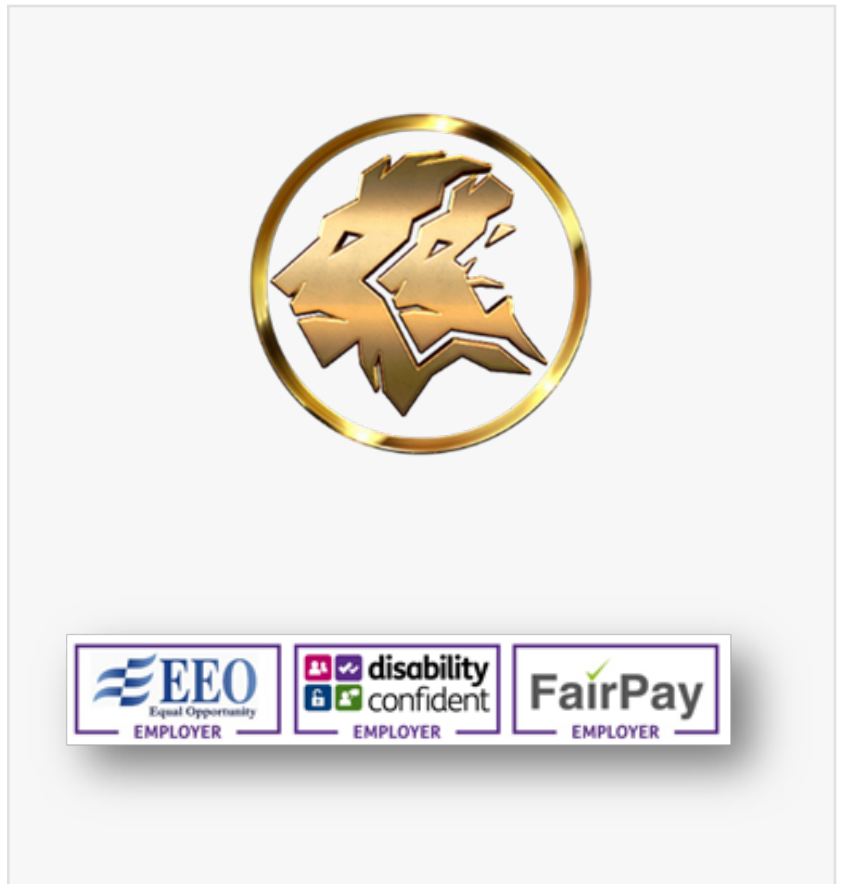 EEO
Equal Opportunity
EMPLOYER
disability
confident
EMPLOYER
FairPay
EMPLOYER